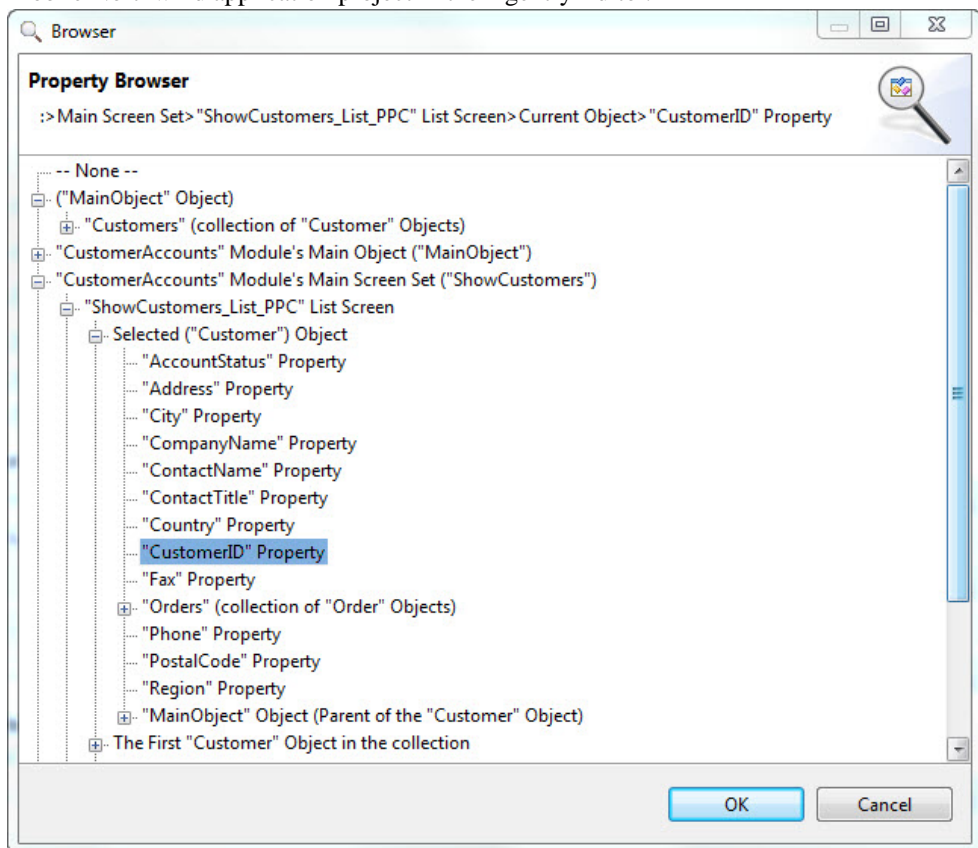 Browser
Property Browser
:>Main Screen Set>"ShowCustomers_List_PPC" List Screen>Current Object>"CustomerID" Property
-- None --
("MainObject" Object)
"Customers" (collection of "Customer" Objects)
"CustomerAccounts" Module's Main Object ("MainObject")
"CustomerAccounts" Module's Main Screen Set ("ShowCustomers")
"ShowCustomers_List_PPC" List Screen
Selected ("Customer") Object
"AccountStatus" Property
"Address" Property
"City" Property
"CompanyName" Property
"ContactName" Property
"ContactTitle" Property
"Country" Property
"CustomerID" Property
"Fax" Property
"Orders" (collection of "Order" Objects)
"Phone" Property
"PostalCode" Property
"Region" Property
"MainObject" Object (Parent of the "Customer" Object)
The First "Customer" Object in the collection
OK Cancel